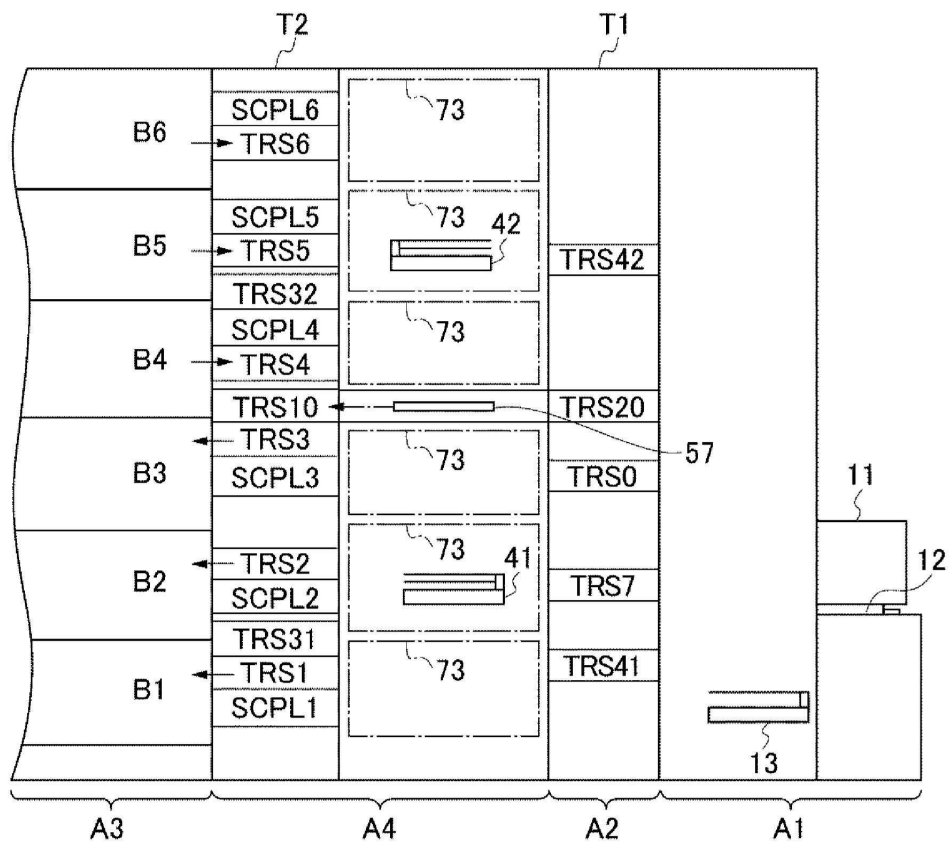 T2
T1
SCPL6
B6
TRS6
73
SCPL5
B5
TRS5
73
42
TRS42
TRS32
SCPL4
73
B4
TRS4
TRS10
TRS20
57
TRS3
73
B3
SCPL3
TRS0
11
TRS2
73
41
12
B2
SCPL2
TRS7
TRS31
73
TRS41
B1
TRS1
SCPL1
13
A3
A4
A2
A1